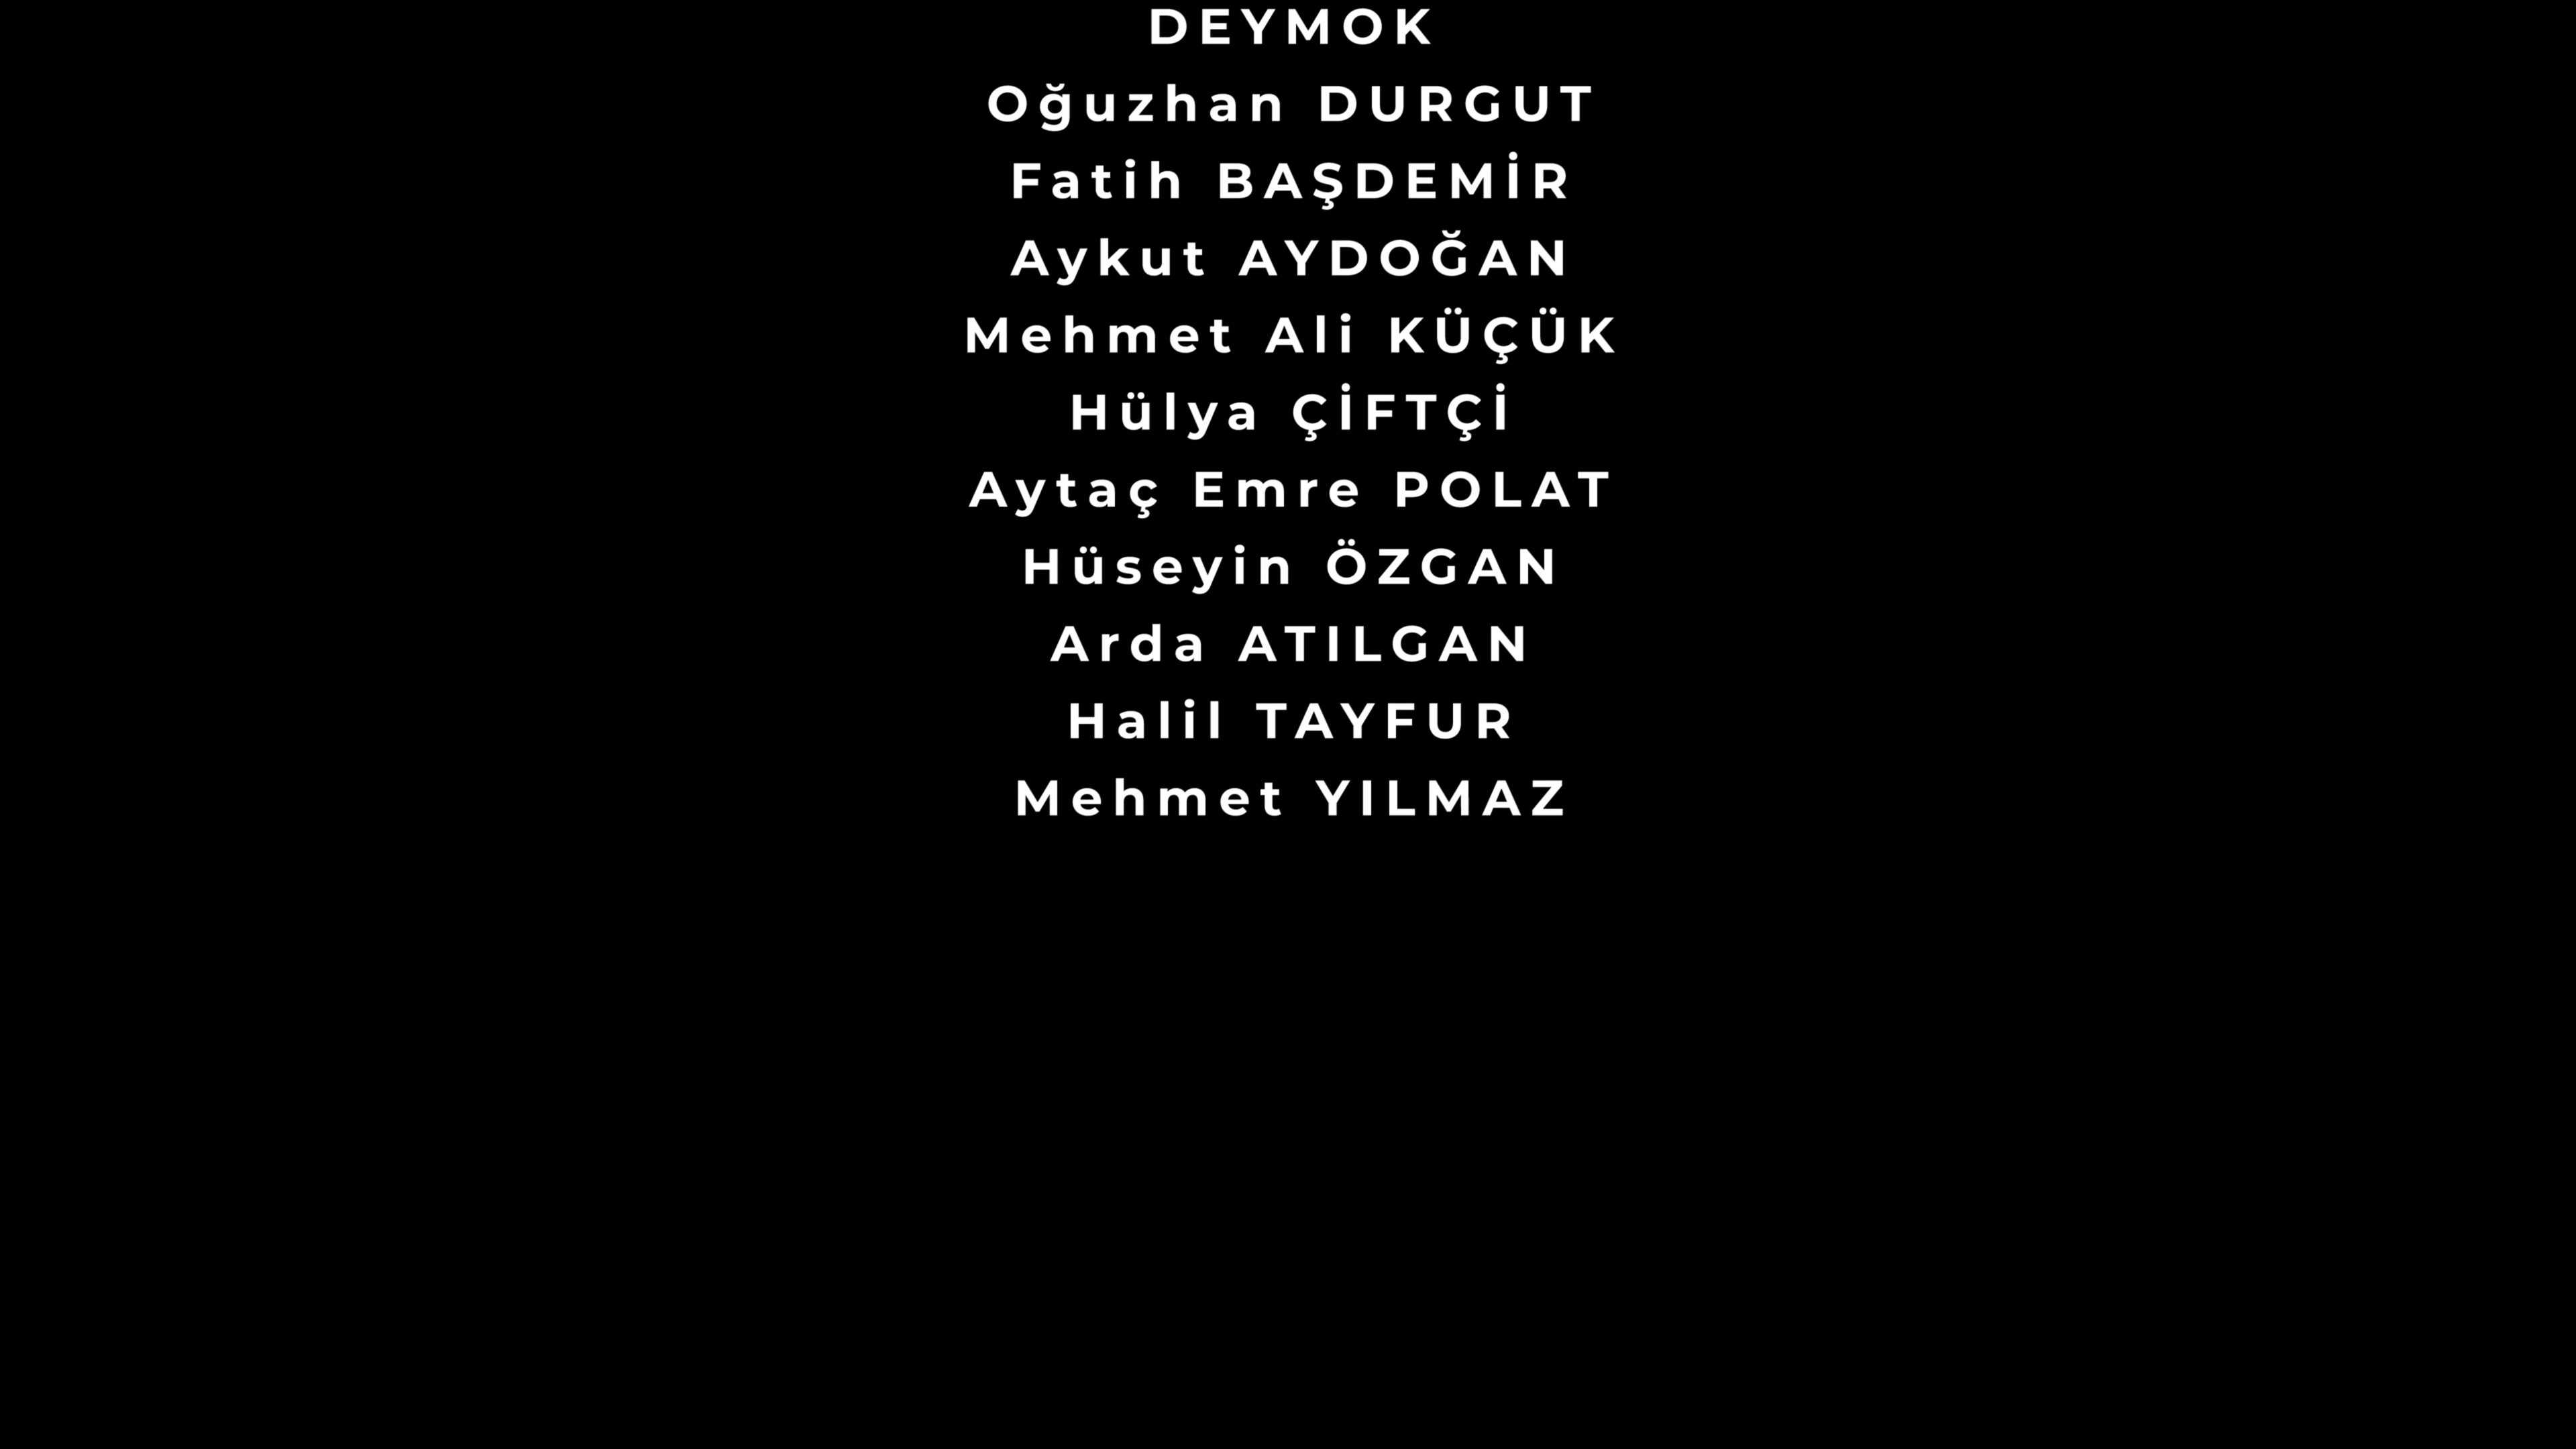 DEYMOK
Oğuzhan DURGUT
Fatih BAŞDEMİR
Aykut AYDOĞAN
Mehmet Ali KÜÇÜK
Hülya ÇİFTÇİ
Aytaç Emre POLAT
Hüseyin ÖZGAN
Arda ATILGAN
Halil TAYFUR
Mehmet YILMAZ